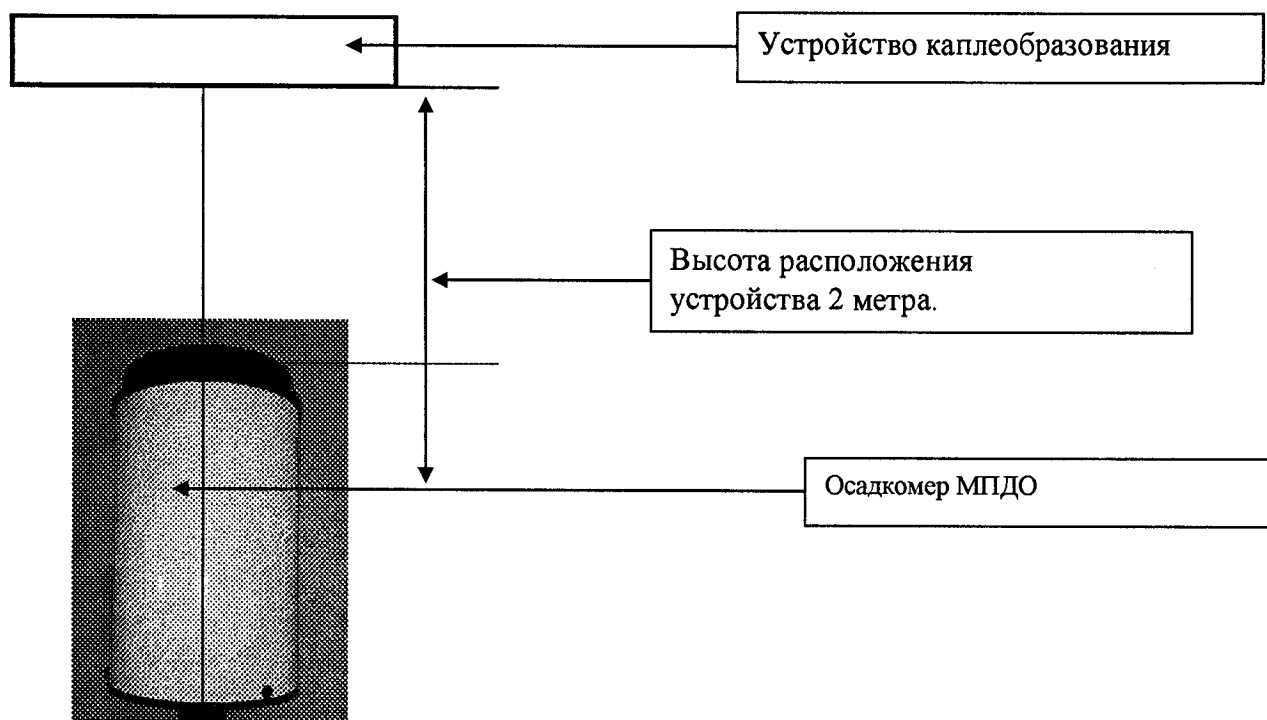 Устройство каплеобразования
Высота расположения
устройства 2 метра.
Осадкомер МПДО